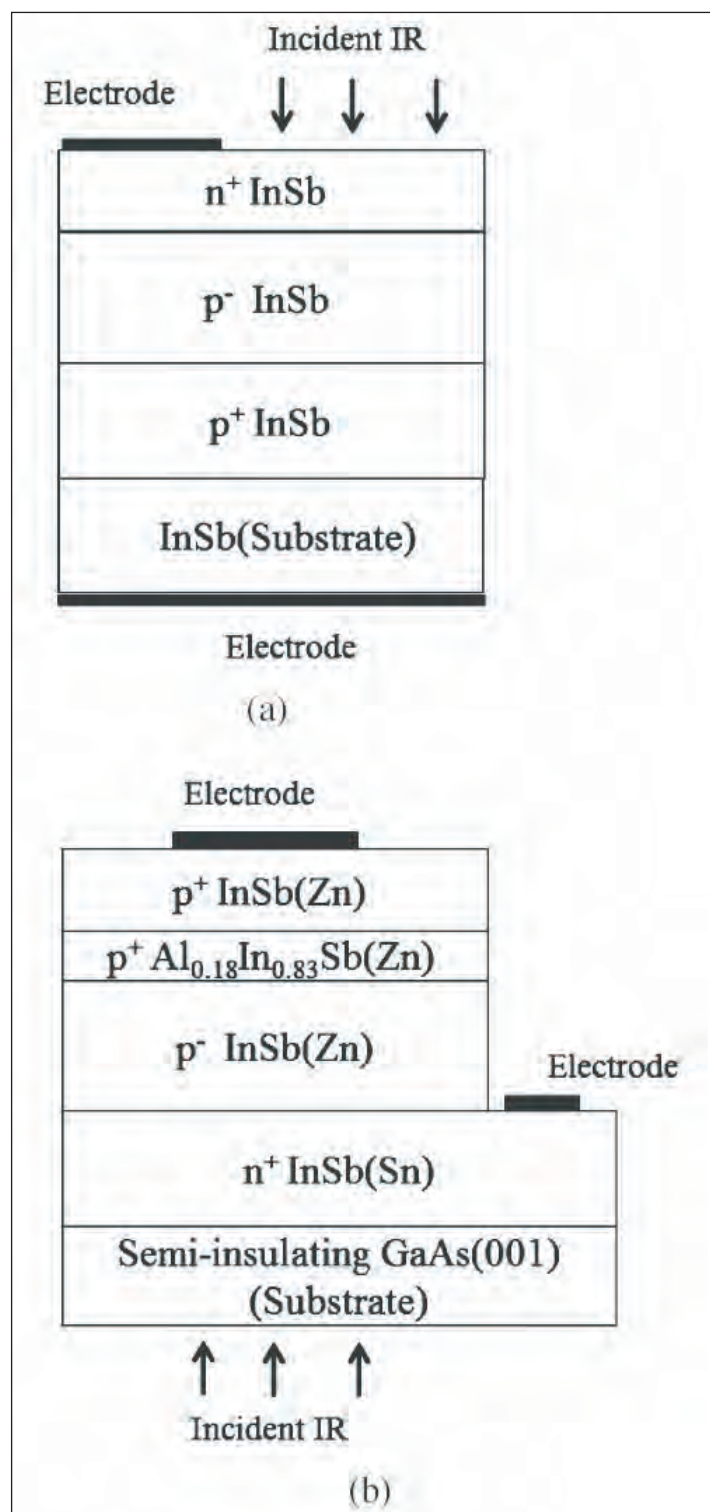 Incident IR
Electrode
n⁺ InSb
p⁻ InSb
p⁺ InSb
InSb(Substrate)
Electrode
(a)
Electrode
p⁺ InSb(Zn)
p⁺ Al₀.₁₈In₀.₈₃Sb(Zn)
p⁻ InSb(Zn)
Electrode
n⁺ InSb(Sn)
Semi-insulating GaAs(001)
(Substrate)
Incident IR
(b)